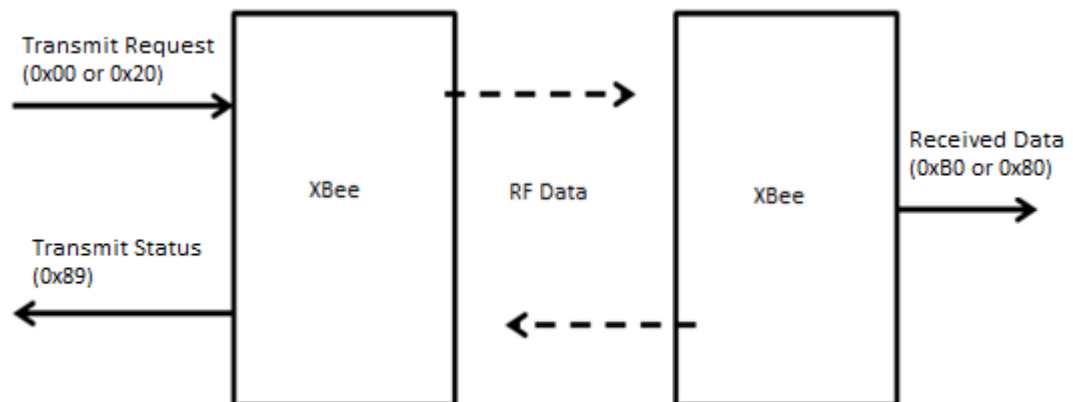 Transmit Request
(0x00 or 0x20)
XBee
RF Data
XBee
Received Data
(0xB0 or 0x80)
Transmit Status
(0x89)